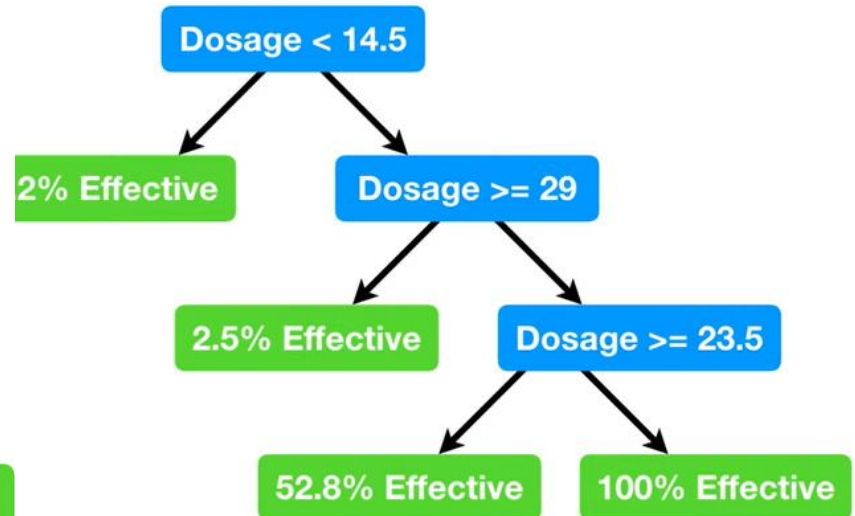 Dosage < 14.5
2% Effective
Dosage >= 29
2.5% Effective
Dosage >= 23.5
52.8% Effective
100% Effective